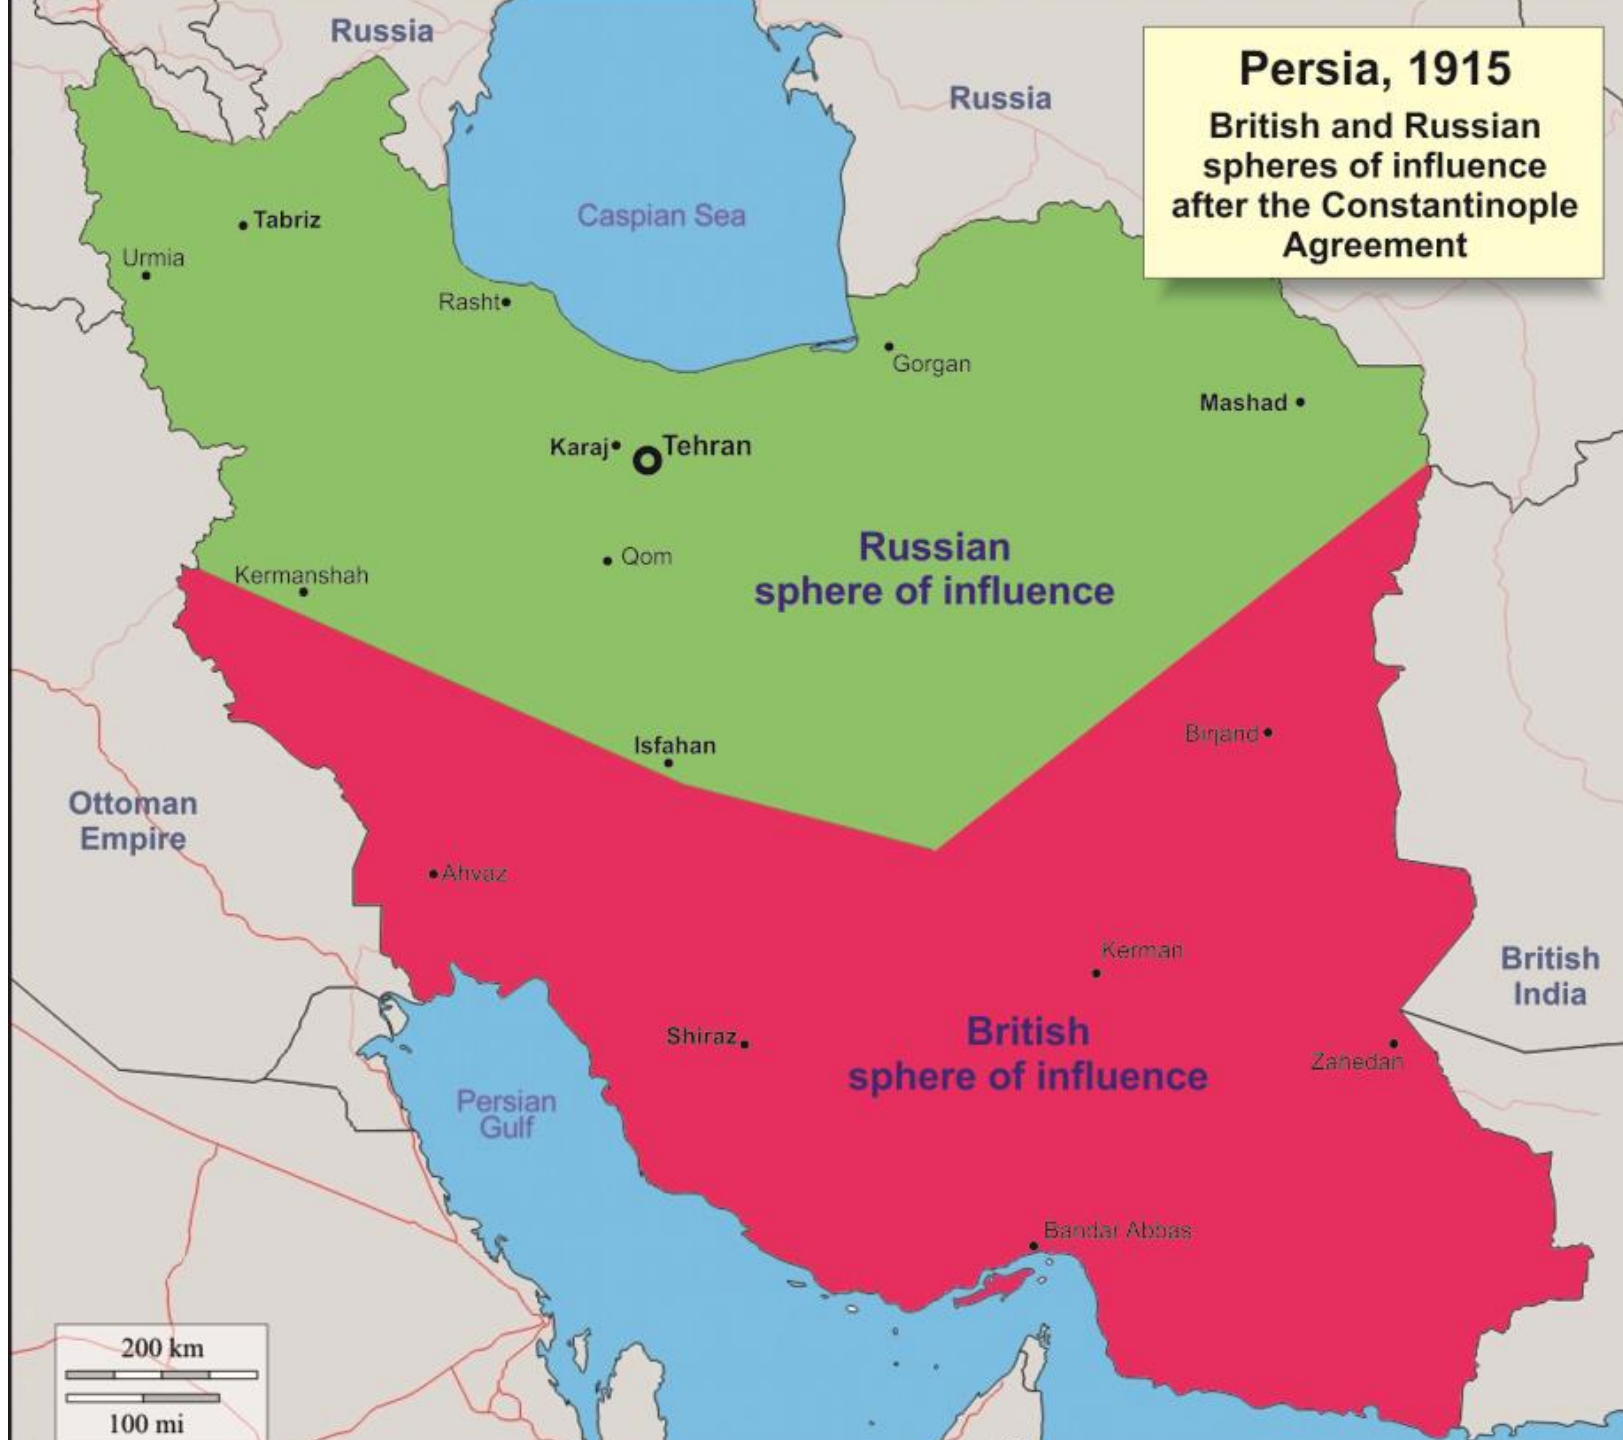 Russia
Russia
Persia, 1915
British and Russian
spheres of influence
after the Constantinople
Agreement
Caspian Sea
Tabriz
Urmia
Rasht
Gorgan
Mashad
Karaj
Tehran
Qom
Russian
sphere of influence
Kermanshah
Isfahan
Birjand
Ottoman
Empire
Ahvaz
Kerman
British
India
Shiraz
British
sphere of influence
Zahedan
Persian
Gulf
Bandar Abbas
200 km
100 mi